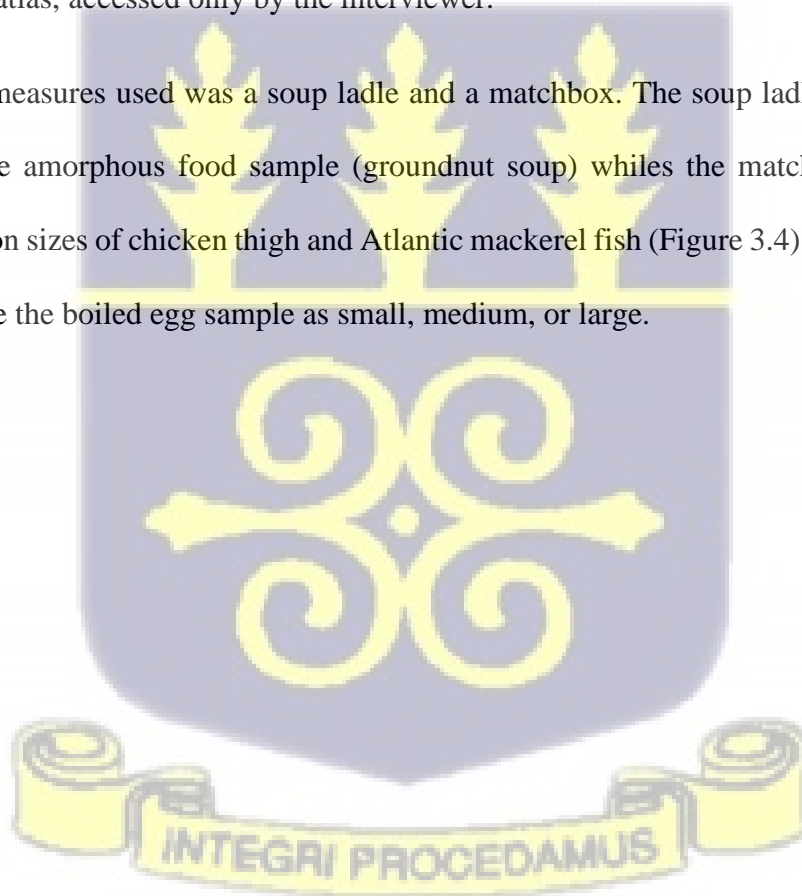 atlas, accessed only by the interviewer.
measures used was a soup ladle and a matchbox. The soup ladl
e amorphous food sample (groundnut soup) whiles the match
on sizes of chicken thigh and Atlantic mackerel fish (Figure 3.4)
e the boiled egg sample as small, medium, or large.
INTEGRI PROCEDAMUS